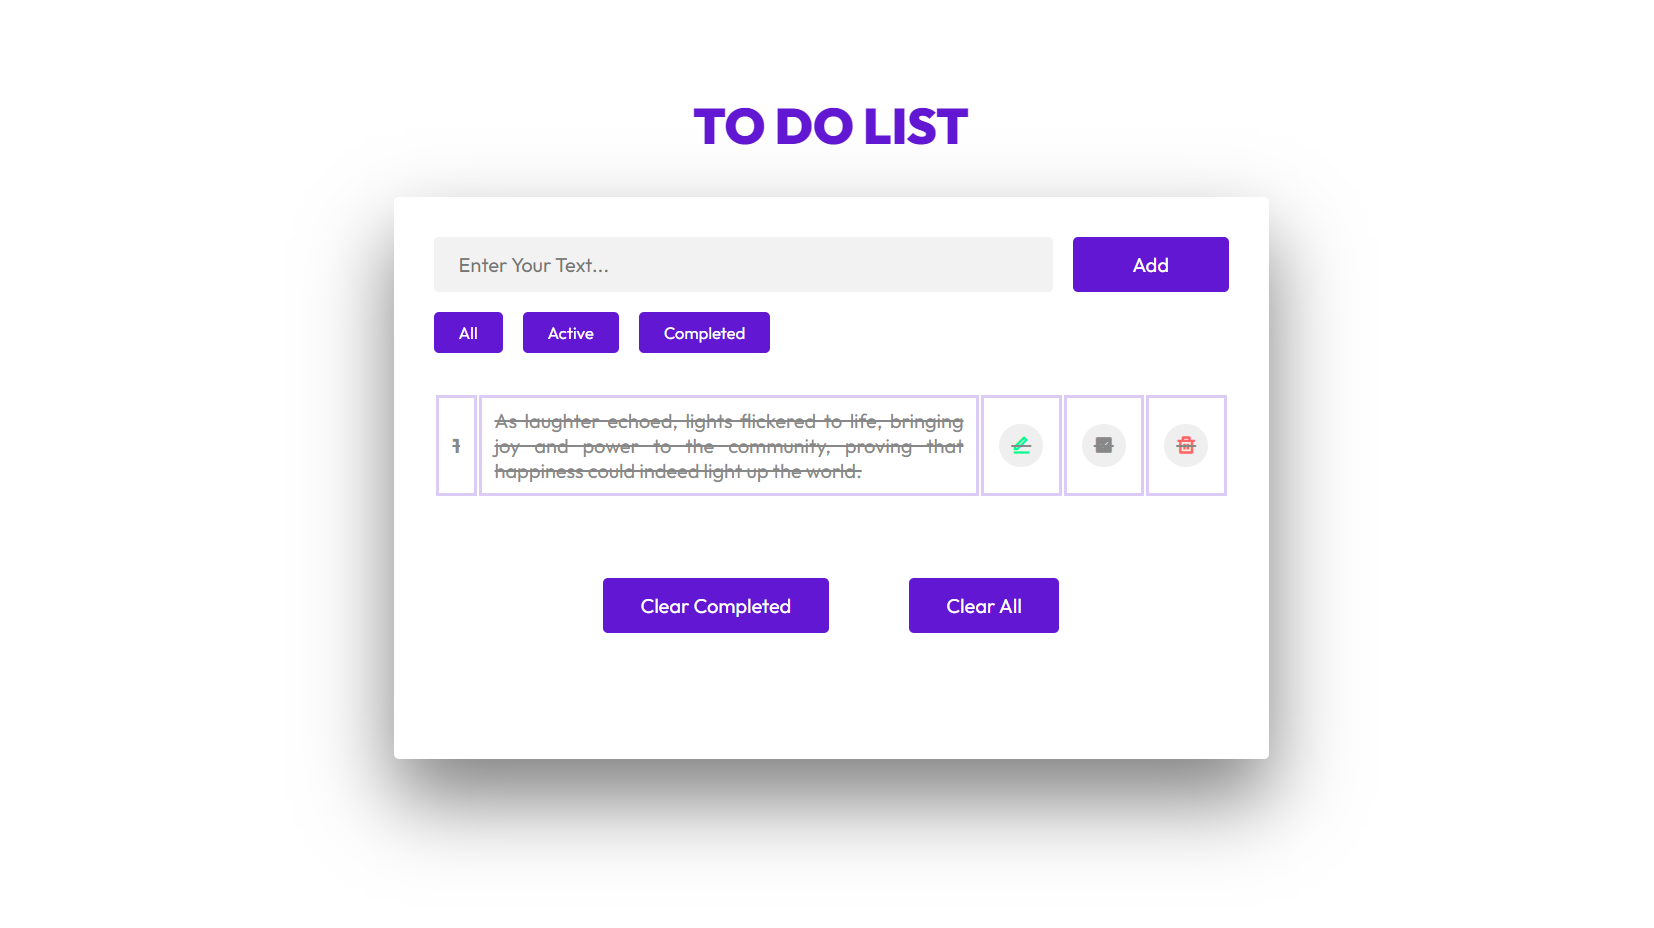 TO DO LIST
Enter Your Text...
Add
All
Active
Completed
1
As laughter echoed, lights flickered to life, bringing
joy and power to the community, proving that
happiness could indeed light up the world.
Clear Completed
Clear All